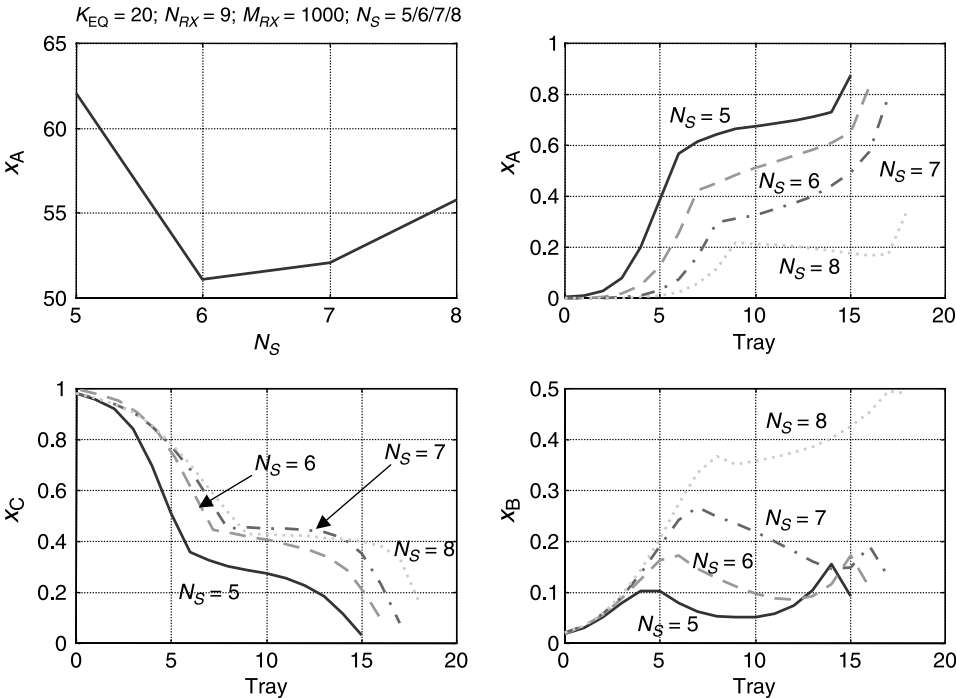 K_EQ = 20; N_RX = 9; M_RX = 1000; N_S = 5/6/7/8
65
60
55
50
x_A
5 6 7 8
N_S
1
0.8
0.6
0.4
0.2
0
x_A
N_S = 5
N_S = 6
N_S = 7
N_S = 8
0 5 10 15 20
Tray
1
0.8
0.6
0.4
0.2
0
x_C
N_S = 6
N_S = 7
N_S = 8
N_S = 5
0 5 10 15 20
Tray
0.5
0.4
0.3
0.2
0.1
0
x_B
N_S = 8
N_S = 7
N_S = 6
N_S = 5
0 5 10 15 20
Tray